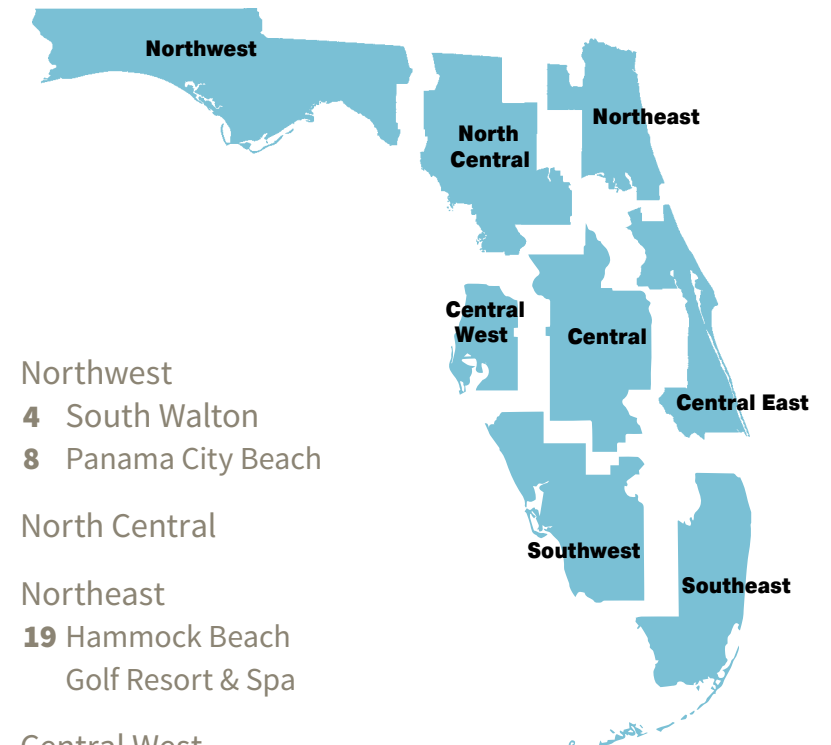 Northwest
North
Central
Northeast
Central
West
Central
Central East
Southwest
Southeast
Northwest
4 South Walton
8 Panama City Beach
North Central
Northeast
19 Hammock Beach
Golf Resort & Spa
Central West